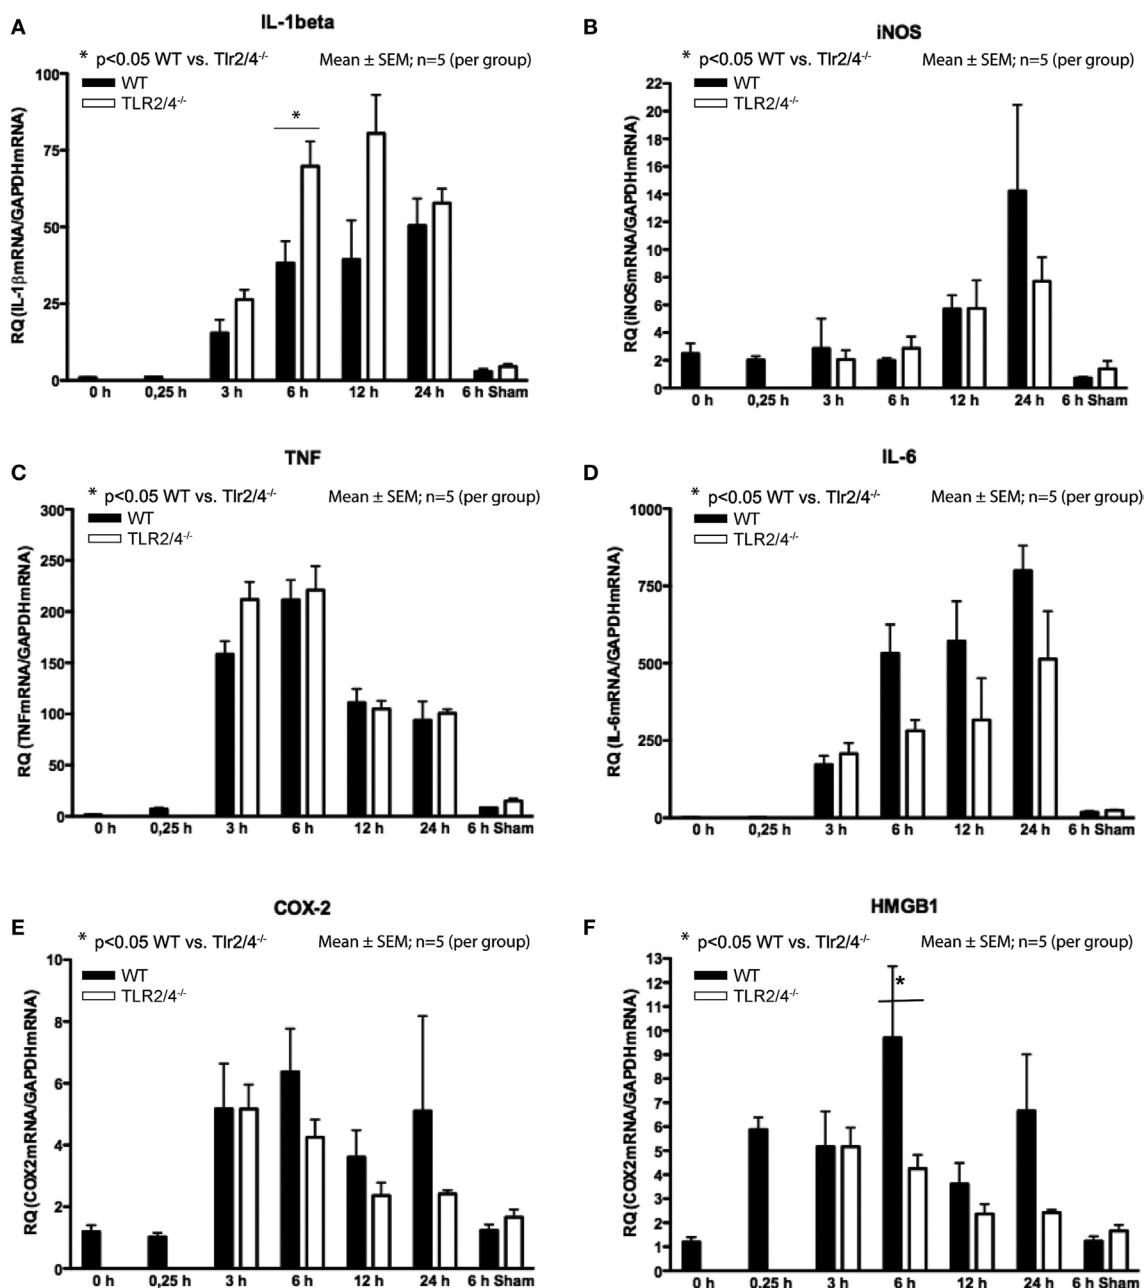 A
IL-1beta
* p<0.05 WT vs. Tlr2/4-/-
Mean ± SEM; n=5 (per group)
WT
TLR2/4-/-
RQ (IL-1βmRNA/GAPDHmRNA)
100
75
50
25
0
0 h 0,25 h 3 h 6 h 12 h 24 h 6 h Sham
*
B
iNOS
* p<0.05 WT vs. Tlr2/4-/-
Mean ± SEM; n=5 (per group)
WT
TLR2/4-/-
RQ (iNOSmRNA/GAPDHmRNA)
22
20
18
16
14
12
10
8
6
4
2
0
0 h 0,25 h 3 h 6 h 12 h 24 h 6 h Sham
C
TNF
* p<0.05 WT vs. Tlr2/4-/-
Mean ± SEM; n=5 (per group)
WT
TLR2/4-/-
RQ (TNFmRNA/GAPDHmRNA)
300
250
200
150
100
50
0
0 h 0,25 h 3 h 6 h 12 h 24 h 6 h Sham
D
IL-6
* p<0.05 WT vs. Tlr2/4-/-
Mean ± SEM; n=5 (per group)
WT
TLR2/4-/-
RQ (IL-6mRNA/GAPDHmRNA)
1000
750
500
250
0
0 h 0,25 h 3 h 6 h 12 h 24 h 6 h Sham
E
COX-2
* p<0.05 WT vs. Tlr2/4-/-
Mean ± SEM; n=5 (per group)
WT
TLR2/4-/-
RQ (COX2mRNA/GAPDHmRNA)
10
8
6
4
2
0
0 h 0,25 h 3 h 6 h 12 h 24 h 6 h Sham
F
HMGB1
* p<0.05 WT vs. Tlr2/4-/-
Mean ± SEM; n=5 (per group)
WT
TLR2/4-/-
RQ (COX2mRNA/GAPDHmRNA)
13
12
11
10
9
8
7
6
5
4
3
2
1
0 h 0,25 h 3 h 6 h 12 h 24 h 6 h Sham
*